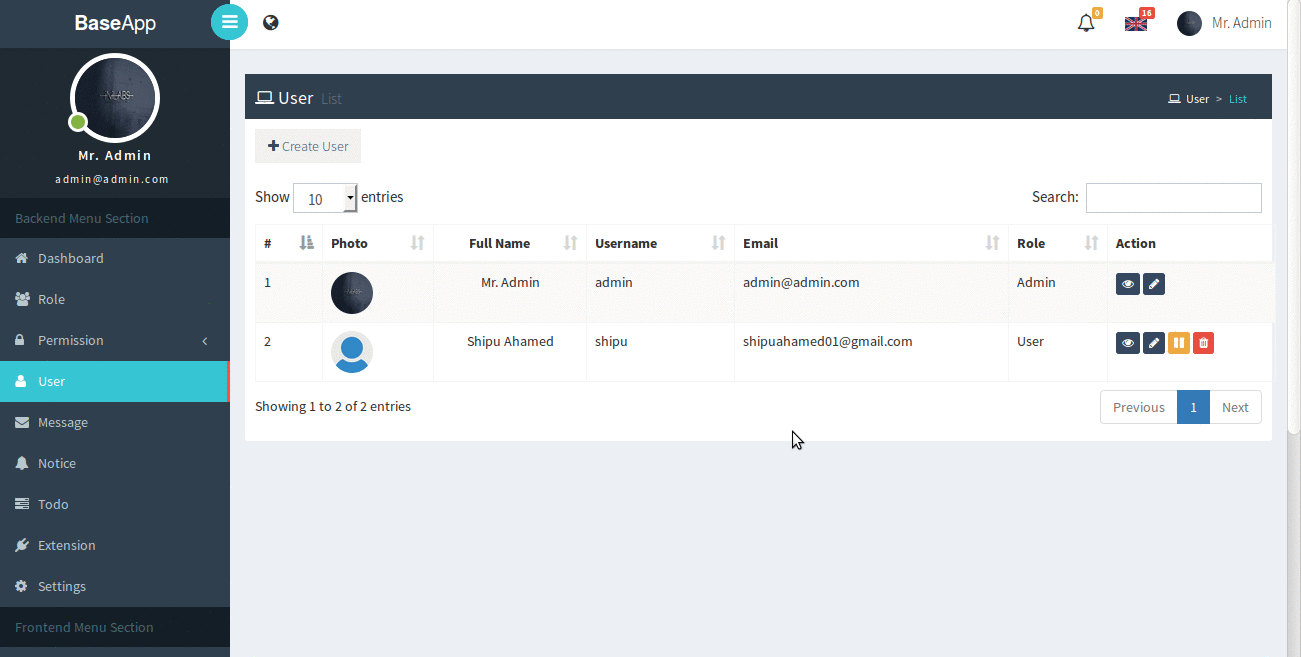 BaseApp
0
16
Mr. Admin
Mr. Admin
admin@admin.com
Backend Menu Section
Dashboard
Role
Permission
User
Message
Notice
Todo
Extension
Settings
Frontend Menu Section
User List
User > List
Create User
Show 10 entries
Search:
# Photo Full Name Username Email Role Action
1 Mr. Admin admin admin@admin.com Admin
2 Shipu Ahamed shipu shipuahamed01@gmail.com User
Showing 1 to 2 of 2 entries
Previous 1 Next